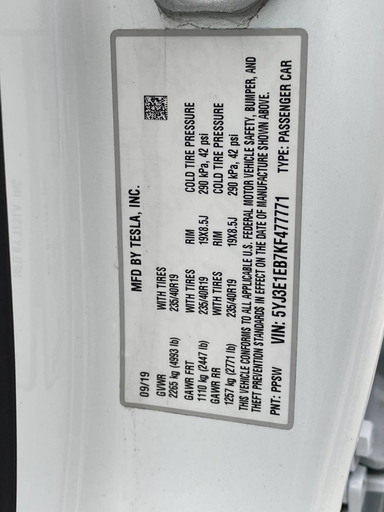 MFD BY TESLA, INC.
09/19
GVWR WITH TIRES RIM COLD TIRE PRESSURE
2265 kg (4993 lb) 235/40R19 19X8.5J 290 kPa, 42 psi
GAWR FRT WITH TIRES RIM COLD TIRE PRESSURE
1110 kg (2447 lb) 235/40R19 19X8.5J 290 kPa, 42 psi
GAWR RR
1257 kg (2771 lb) 235/40R19
THIS VEHICLE CONFORMS TO ALL APPLICABLE U.S. FEDERAL MOTOR VEHICLE SAFETY, BUMPER, AND
THEFT PREVENTION STANDARDS IN EFFECT ON THE DATE OF MANUFACTURE SHOWN ABOVE.
VIN: 5YJ3E1EB7KF477771
PNT: PPSW TYPE: PASSENGER CAR